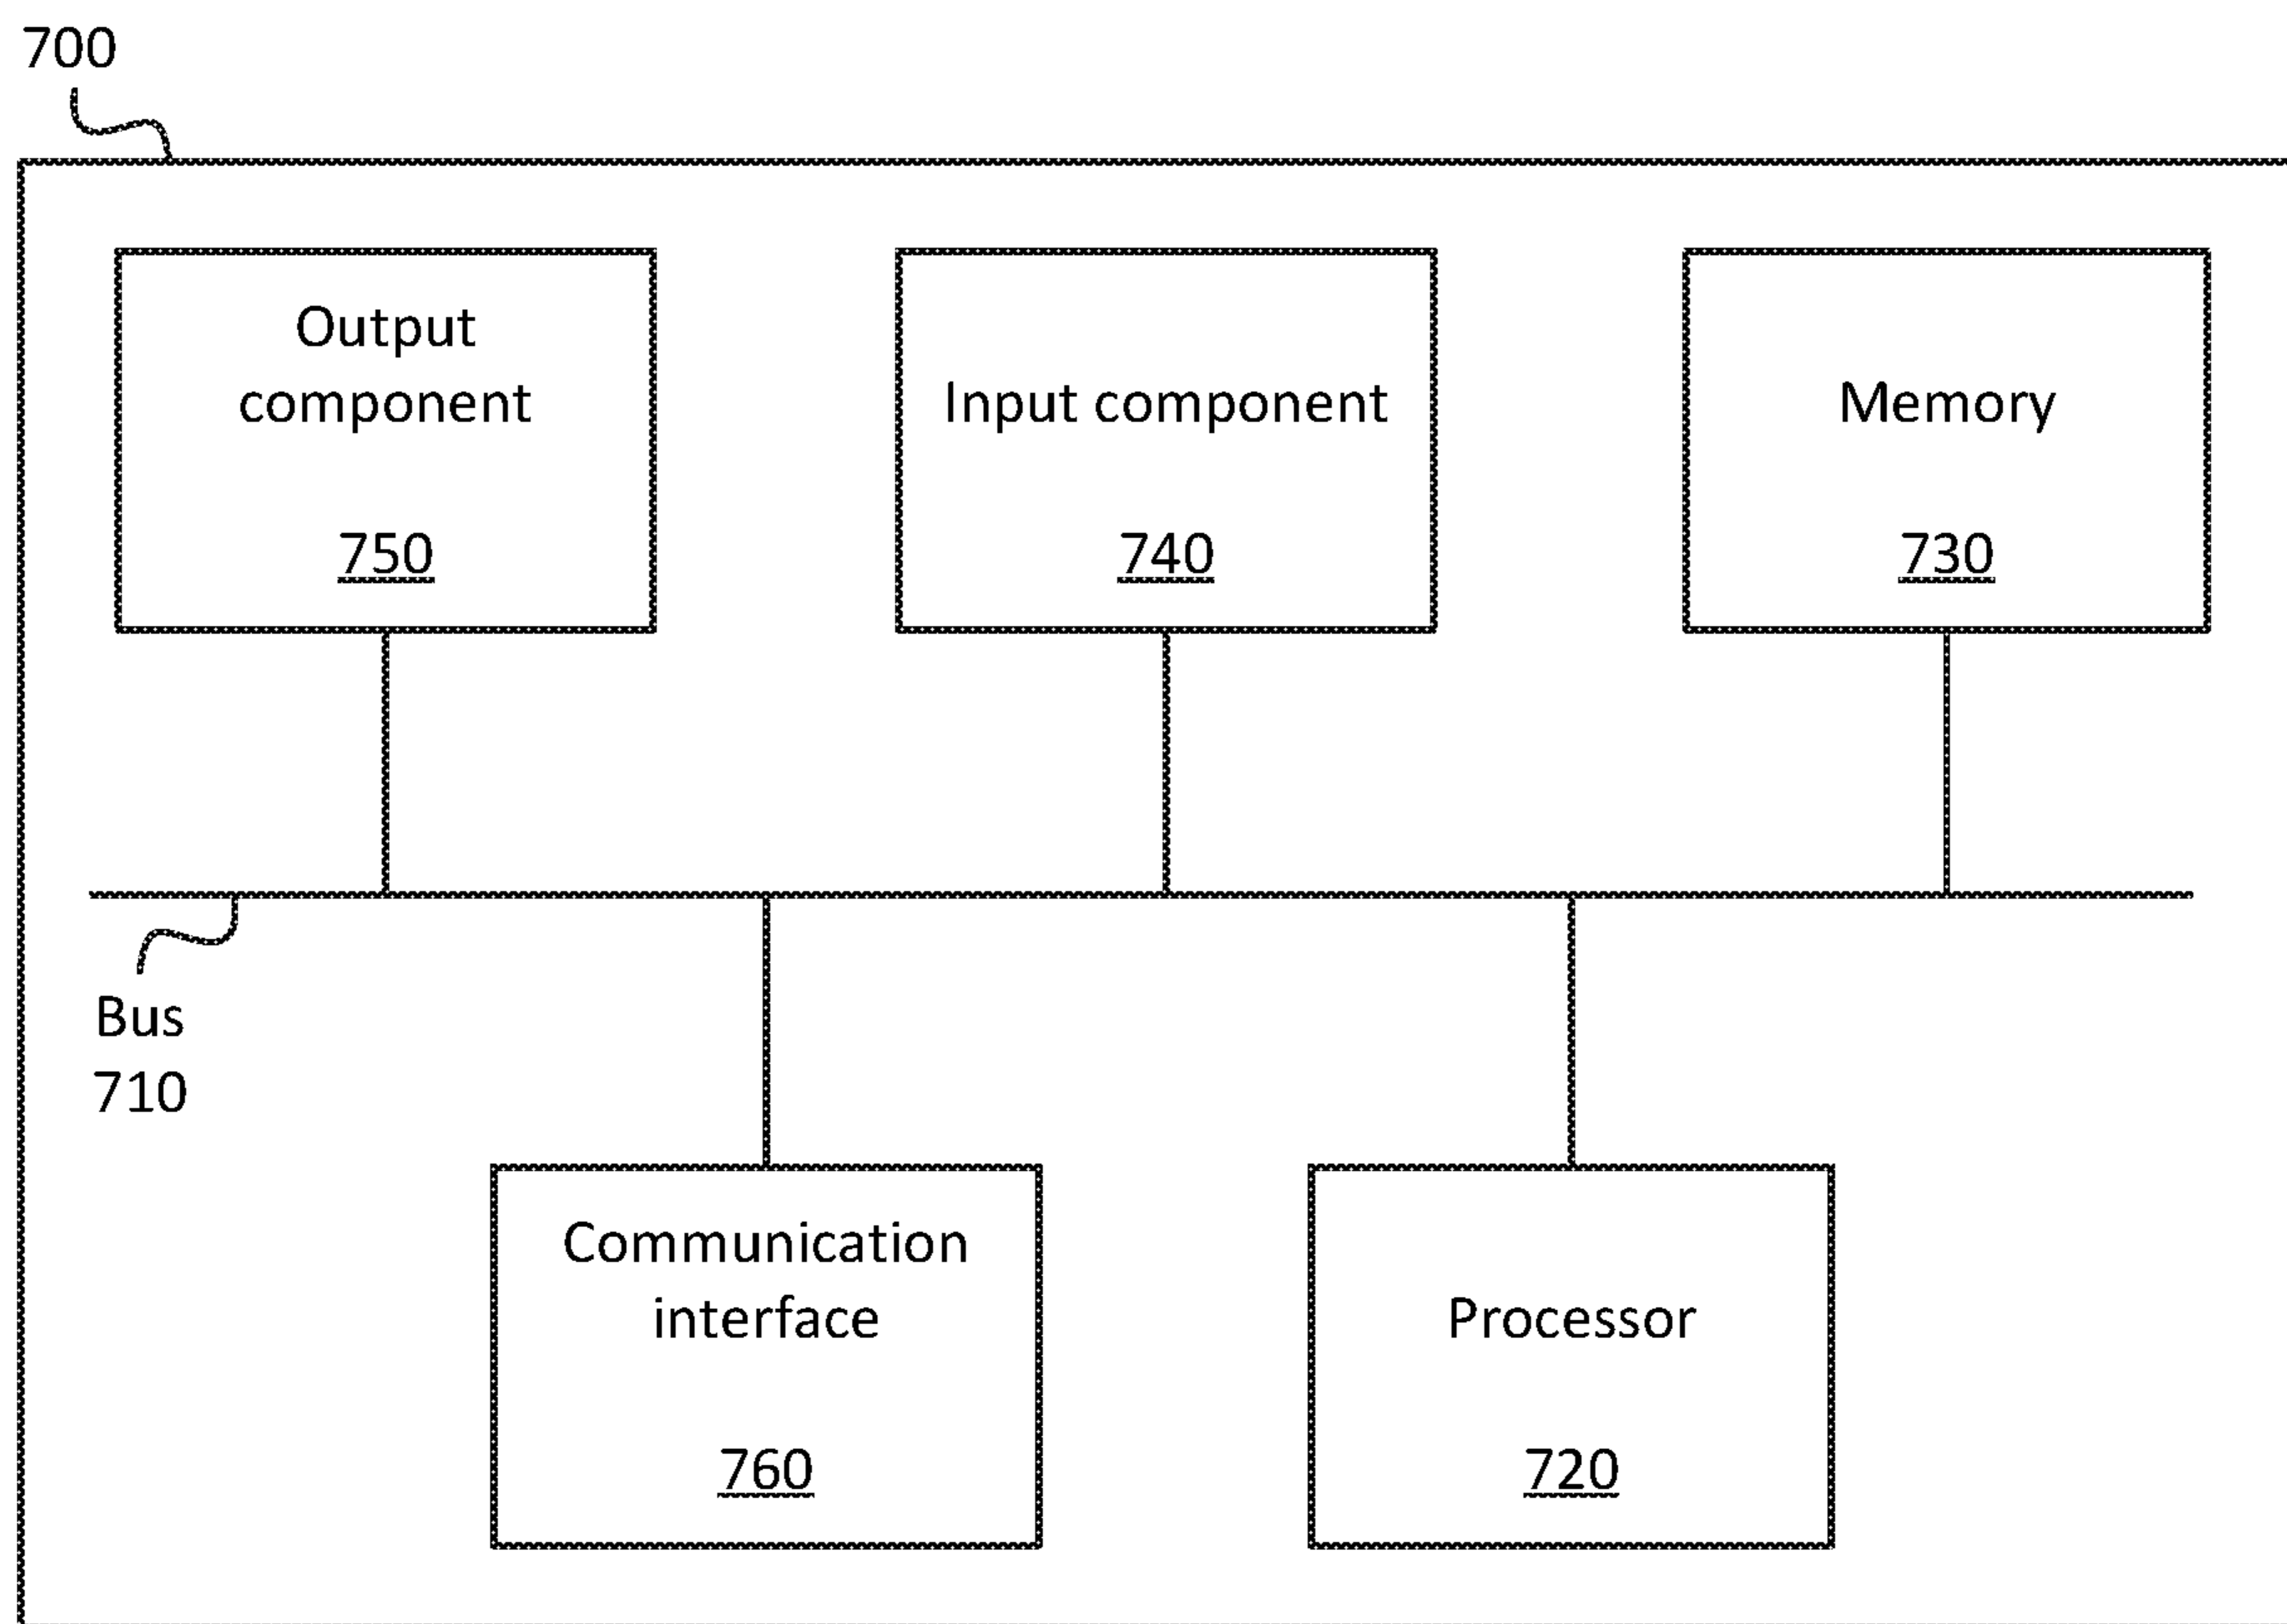 700
Output
component
750
Input component
740
Memory
730
Bus
710
Communication
interface
760
Processor
720